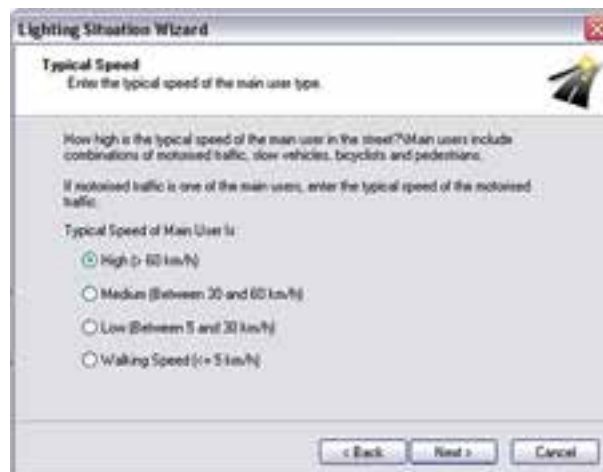 Lighting Situation Wizard
Typical Speed
Enter the typical speed of the main user type.
How high is the typical speed of the main user in the street?\Main users include
combinations of motorised traffic, slow vehicles, bicyclists and pedestrians.
If motorised traffic is one of the main users, enter the typical speed of the motorised
traffic.
Typical Speed of Main User Is
High (> 60 km/h)
Medium (Between 30 and 60 km/h)
Low (Between 5 and 30 km/h)
Walking Speed (<= 5 km/h)
< Back Next > Cancel